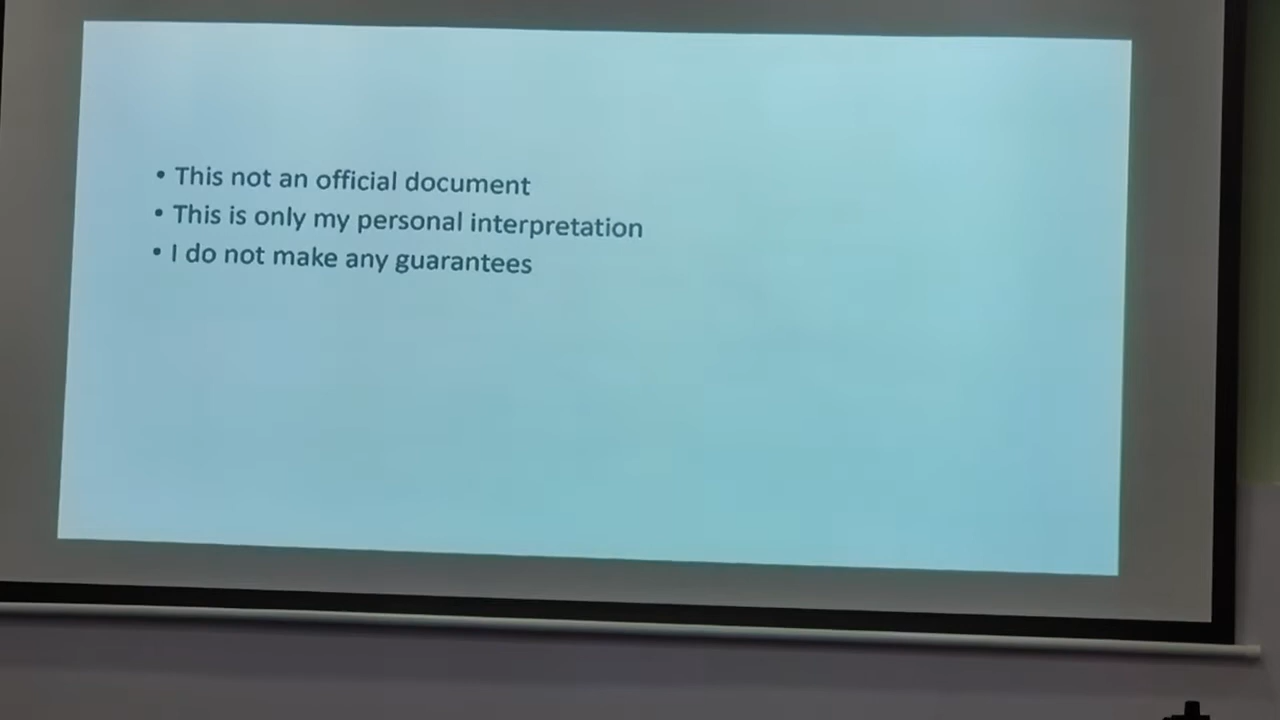 • This not an official document
• This is only my personal interpretation
• I do not make any guarantees